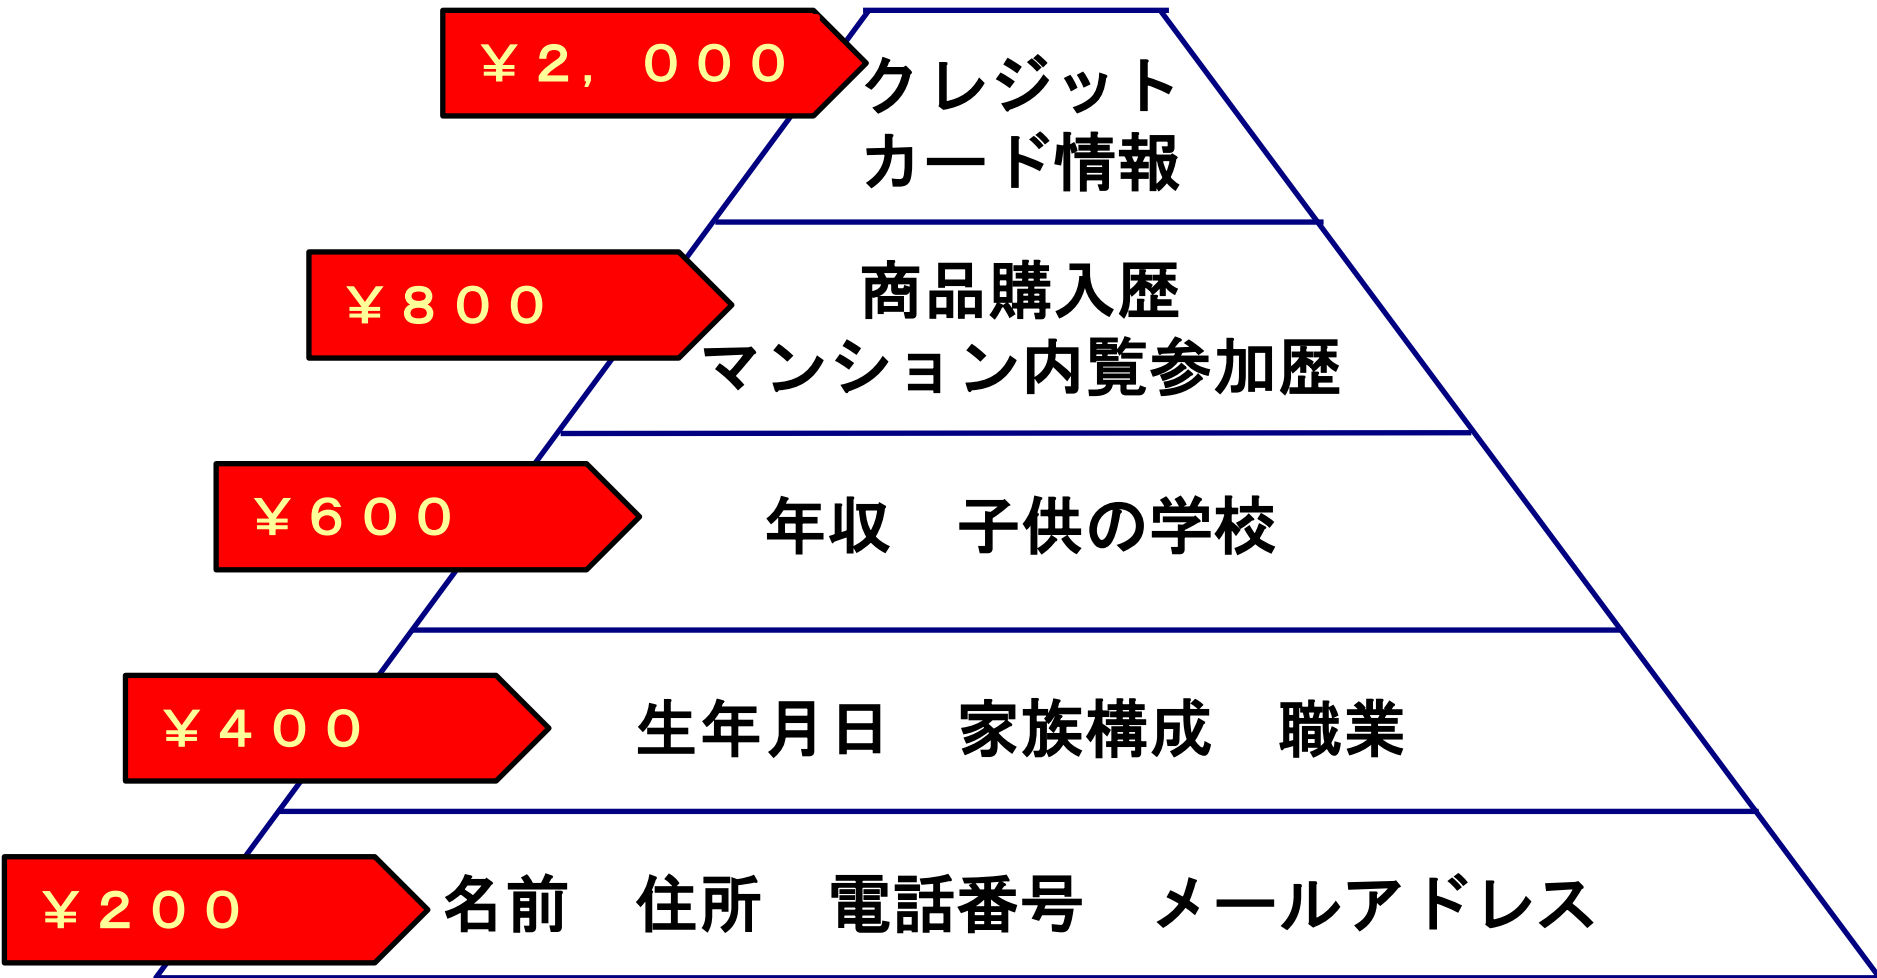 ￥２，０００
クレジット
カード情報
￥８００
商品購入歴
マンション内覧参加歴
￥６００
年収　子供の学校
￥４００
生年月日　家族構成　職業
￥２００
名前　住所　電話番号　メールアドレス